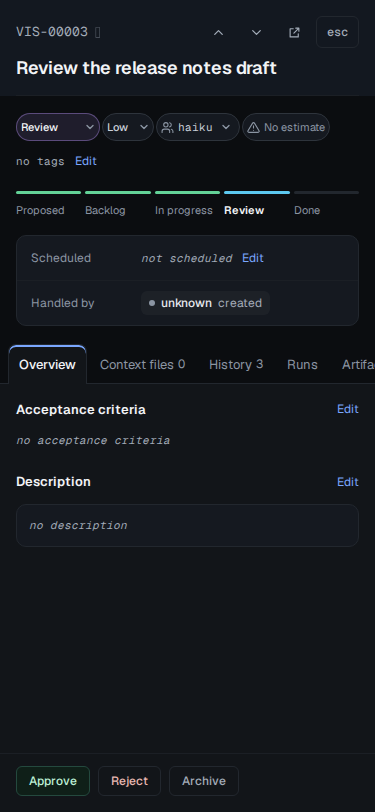 VIS-00003
esc
Review the release notes draft
Review Low haiku No estimate
no tags Edit
Proposed Backlog In progress Review Done
Scheduled not scheduled Edit
Handled by unknown created
Overview Context files 0 History 3 Runs Artifa
Acceptance criteria Edit
no acceptance criteria
Description Edit
no description
Approve Reject Archive